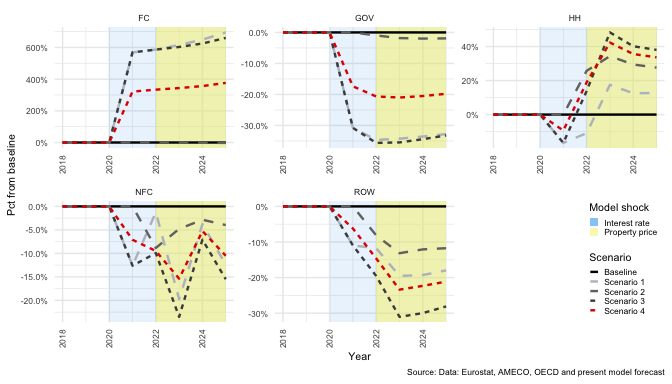 FC
GOV
HH
600%
400%
200%
0%
0.0%
-10.0%
-20.0%
-30.0%
40%
20%
0%
2018
2020
2022
2024
2018
2020
2022
2024
2018
2020
2022
2024
Pct from baseline
NFC
ROW
0.0%
-5.0%
-10.0%
-15.0%
-20.0%
0%
-10%
-20%
-30%
2018
2020
2022
2024
2018
2020
2022
2024
Year
Model shock
Interest rate
Property price
Scenario
Baseline
Scenario 1
Scenario 2
Scenario 3
Scenario 4
Source: Data: Eurostat, AMECO, OECD and present model forecast